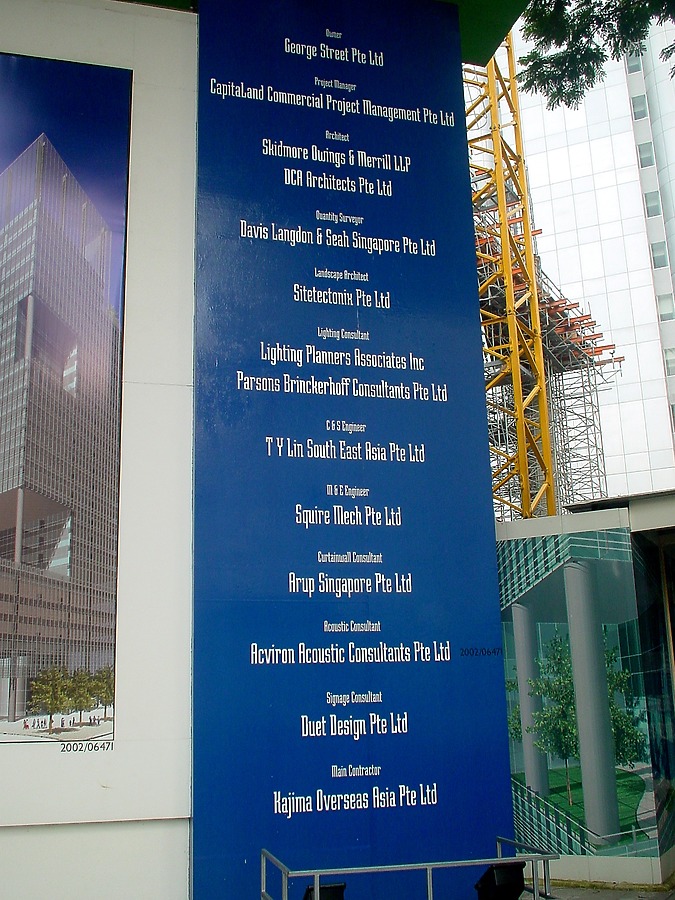 Owner
George Street Pte Ltd
Project Manager
CapitaLand Commercial Project Management Pte Ltd
Architect
Skidmore Owings & Merrill LLP
DCA Architects Pte Ltd
Quantity Surveyor
Davis Langdon & Seah Singapore Pte Ltd
Landscape Architect
Sitetectonix Pte Ltd
Lighting Consultant
Lighting Planners Associates Inc
Parsons Brinckerhoff Consultants Pte Ltd
C & S Engineer
T Y Lin South East Asia Pte Ltd
M & E Engineer
Squire Mech Pte Ltd
Curtainwall Consultant
Arup Singapore Pte Ltd
Acoustic Consultant
Acviron Acoustic Consultants Pte Ltd
2002/06471
Signage Consultant
Duet Design Pte Ltd
2002/06471
Main Contractor
Kajima Overseas Asia Pte Ltd